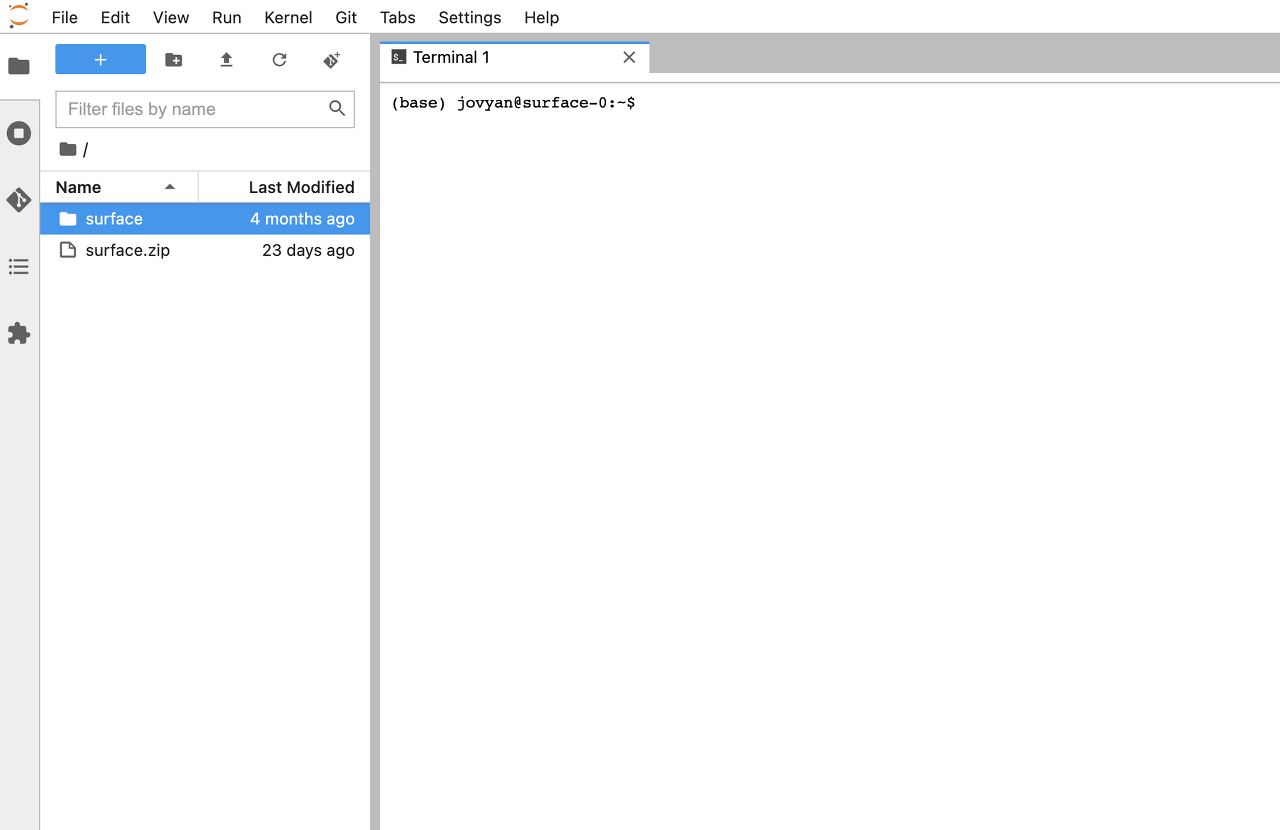 File Edit View Run Kernel Git Tabs Settings Help
Terminal 1
(base) jovyan@surface-0:~$
Filter files by name
/
Name Last Modified
surface 4 months ago
surface.zip 23 days ago